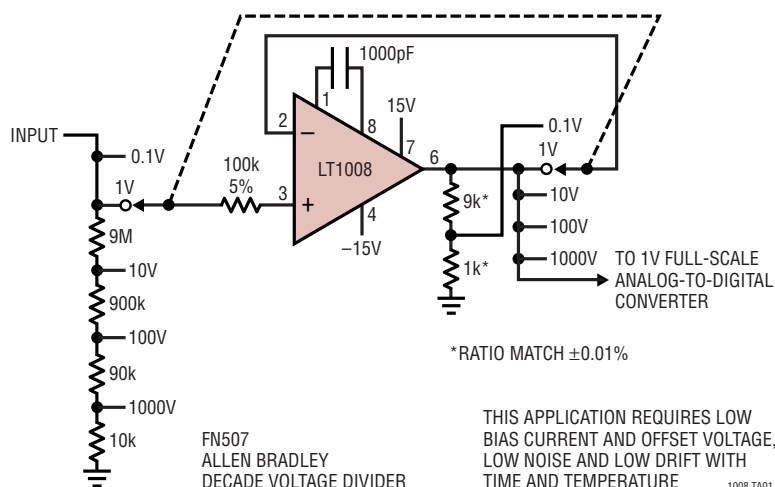 1000pF
1
2
8
15V
INPUT
0.1V
0.1V
−
7
1V
100k
5%
6
1V
LT1008
3
+
9k*
10V
4
9M
−15V
100V
10V
1k*
1000V
TO 1V FULL-SCALE
ANALOG-TO-DIGITAL
CONVERTER
900k
100V
*RATIO MATCH ±0.01%
90k
1000V
10k
FN507
ALLEN BRADLEY
DECADE VOLTAGE DIVIDER
THIS APPLICATION REQUIRES LOW
BIAS CURRENT AND OFFSET VOLTAGE,
LOW NOISE AND LOW DRIFT WITH
TIME AND TEMPERATURE
1008 TA01